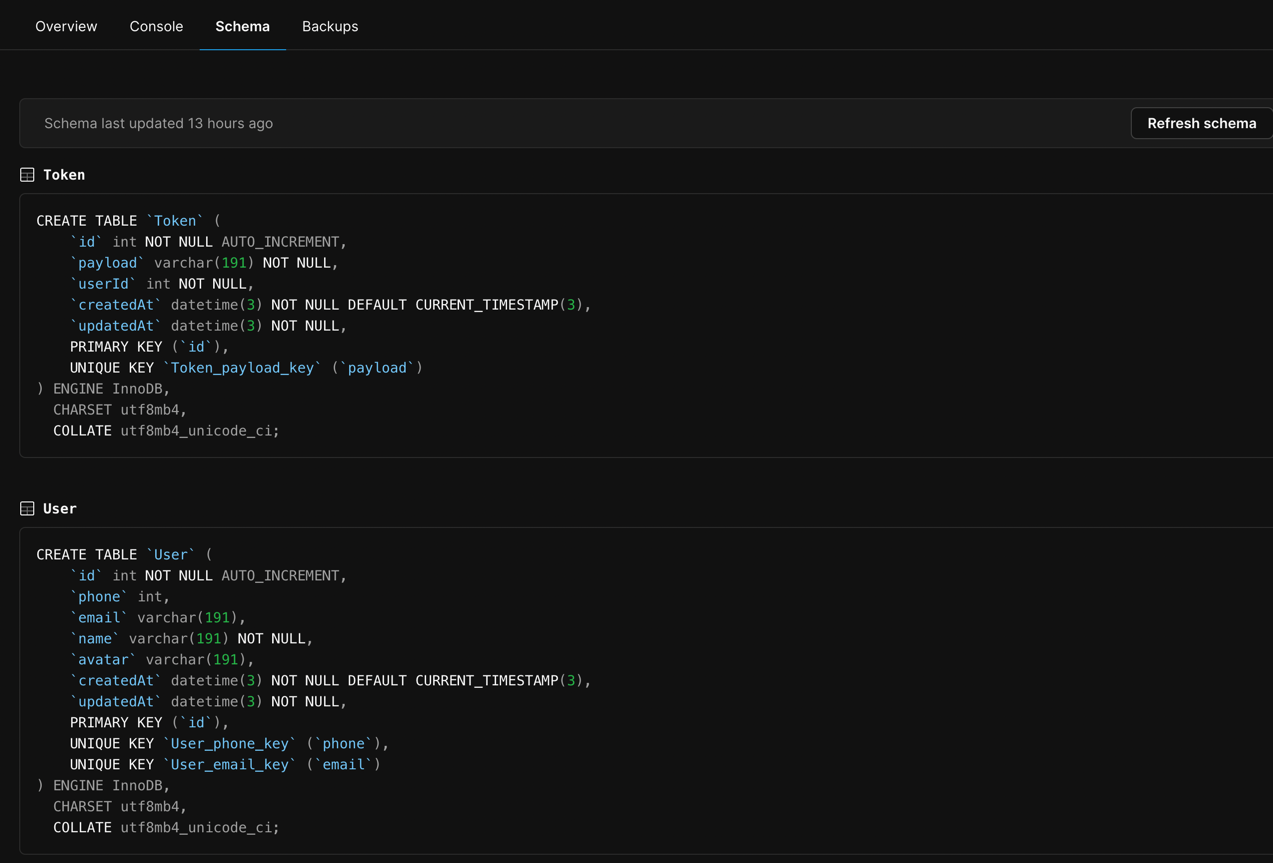 Overview Console Schema Backups
Schema last updated 13 hours ago Refresh schema
Token
CREATE TABLE `Token` (
    `id` int NOT NULL AUTO_INCREMENT,
    `payload` varchar(191) NOT NULL,
    `userId` int NOT NULL,
    `createdAt` datetime(3) NOT NULL DEFAULT CURRENT_TIMESTAMP(3),
    `updatedAt` datetime(3) NOT NULL,
    PRIMARY KEY (`id`),
    UNIQUE KEY `Token_payload_key` (`payload`)
) ENGINE InnoDB,
  CHARSET utf8mb4,
  COLLATE utf8mb4_unicode_ci;
User
CREATE TABLE `User` (
    `id` int NOT NULL AUTO_INCREMENT,
    `phone` int,
    `email` varchar(191),
    `name` varchar(191) NOT NULL,
    `avatar` varchar(191),
    `createdAt` datetime(3) NOT NULL DEFAULT CURRENT_TIMESTAMP(3),
    `updatedAt` datetime(3) NOT NULL,
    PRIMARY KEY (`id`),
    UNIQUE KEY `User_phone_key` (`phone`),
    UNIQUE KEY `User_email_key` (`email`)
) ENGINE InnoDB,
  CHARSET utf8mb4,
  COLLATE utf8mb4_unicode_ci;